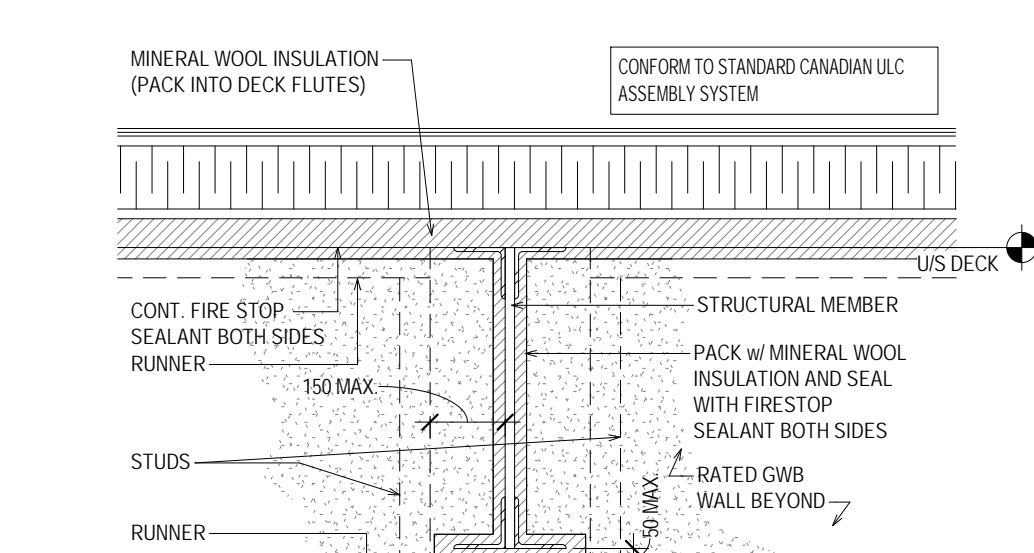 MINERAL WOOL INSULATION
(PACK INTO DECK FLUTES)
CONFORM TO STANDARD CANADIAN ULC
ASSEMBLY SYSTEM
U/S DECK
CONT. FIRE STOP
SEALANT BOTH SIDES
RUNNER
150 MAX.
STUDS
RUNNER
STRUCTURAL MEMBER
PACK w/ MINERAL WOOL
INSULATION AND SEAL
WITH FIRESTOP
SEALANT BOTH SIDES
RATED GWB
WALL BEYOND
50 MAX.